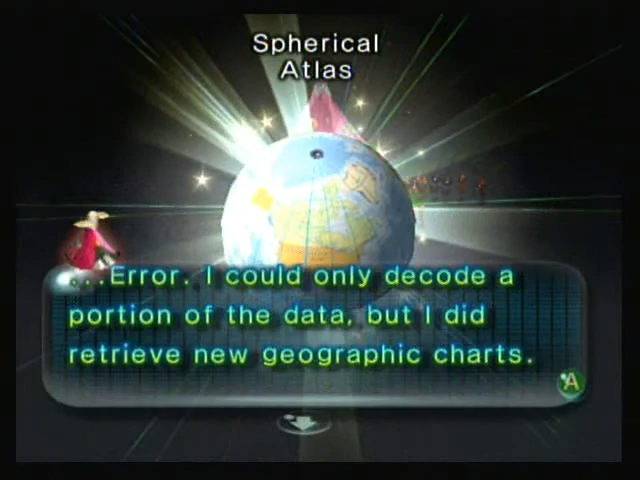 Spherical
Atlas
...Error. I could only decode a
portion of the data, but I did
retrieve new geographic charts.
A